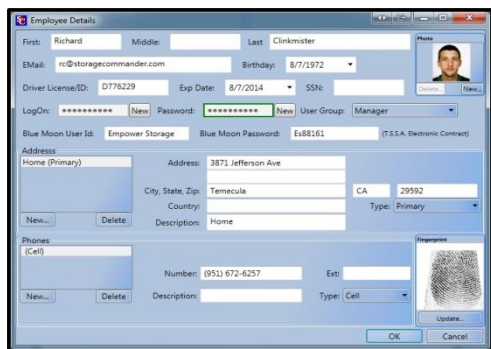 SC Employee Details
First: Richard Middle: Last Clinkmister
Photo
EMail: rc@storagecommander.com Birthday: 8/7/1972
Driver License/ID: D776229 Exp Date: 8/7/2014 SSN:
Delete... New...
LogOn: ********** New Password: ********** New User Group: Manager
Blue Moon User Id: Empower Storage Blue Moon Password: Es88161 (T.S.S.A. Electronic Contract)
Addresss
Home (Primary) Address: 3871 Jefferson Ave
City, State, Zip: Temecula CA 29592
Country: Type: Primary
New... Delete Description: Home
Phones
Fingerprint
(Cell)
Number: (951) 672-6257 Ext:
New... Delete Description: Type: Cell
Update...
OK Cancel